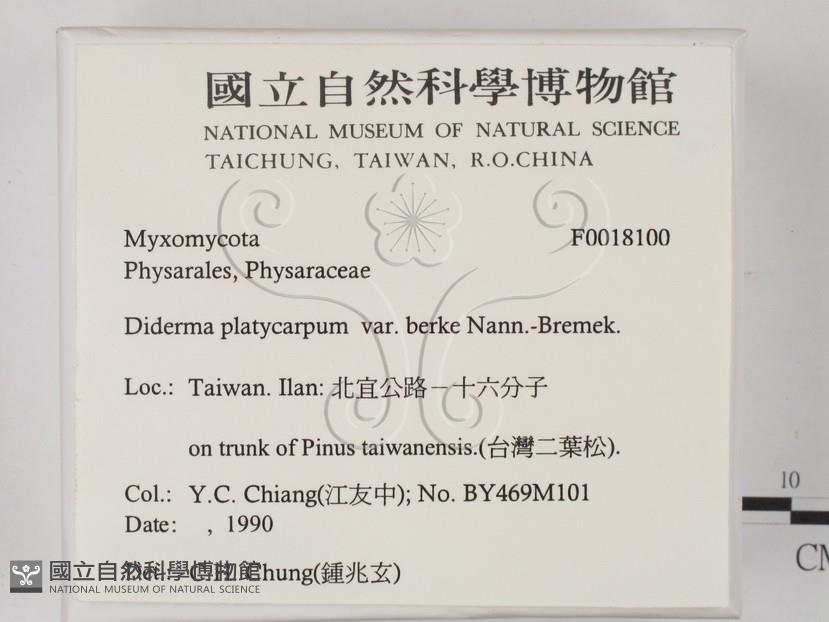 國立自然科學博物館
NATIONAL MUSEUM OF NATURAL SCIENCE
TAICHUNG, TAIWAN, R.O.CHINA
Myxomycota F0018100
Physarales, Physaraceae
Diderma platycarpum var. berke Nann.-Bremek.
Loc.: Taiwan. Ilan: 北宜公路－十六分子
on trunk of Pinus taiwanensis.(台灣二葉松).
Col.: Y.C. Chiang(江友中); No. BY469M101
Date: , 1990
Chung(鍾兆玄)
國立自然科學博物館
NATIONAL MUSEUM OF NATURAL SCIENCE
10
CM